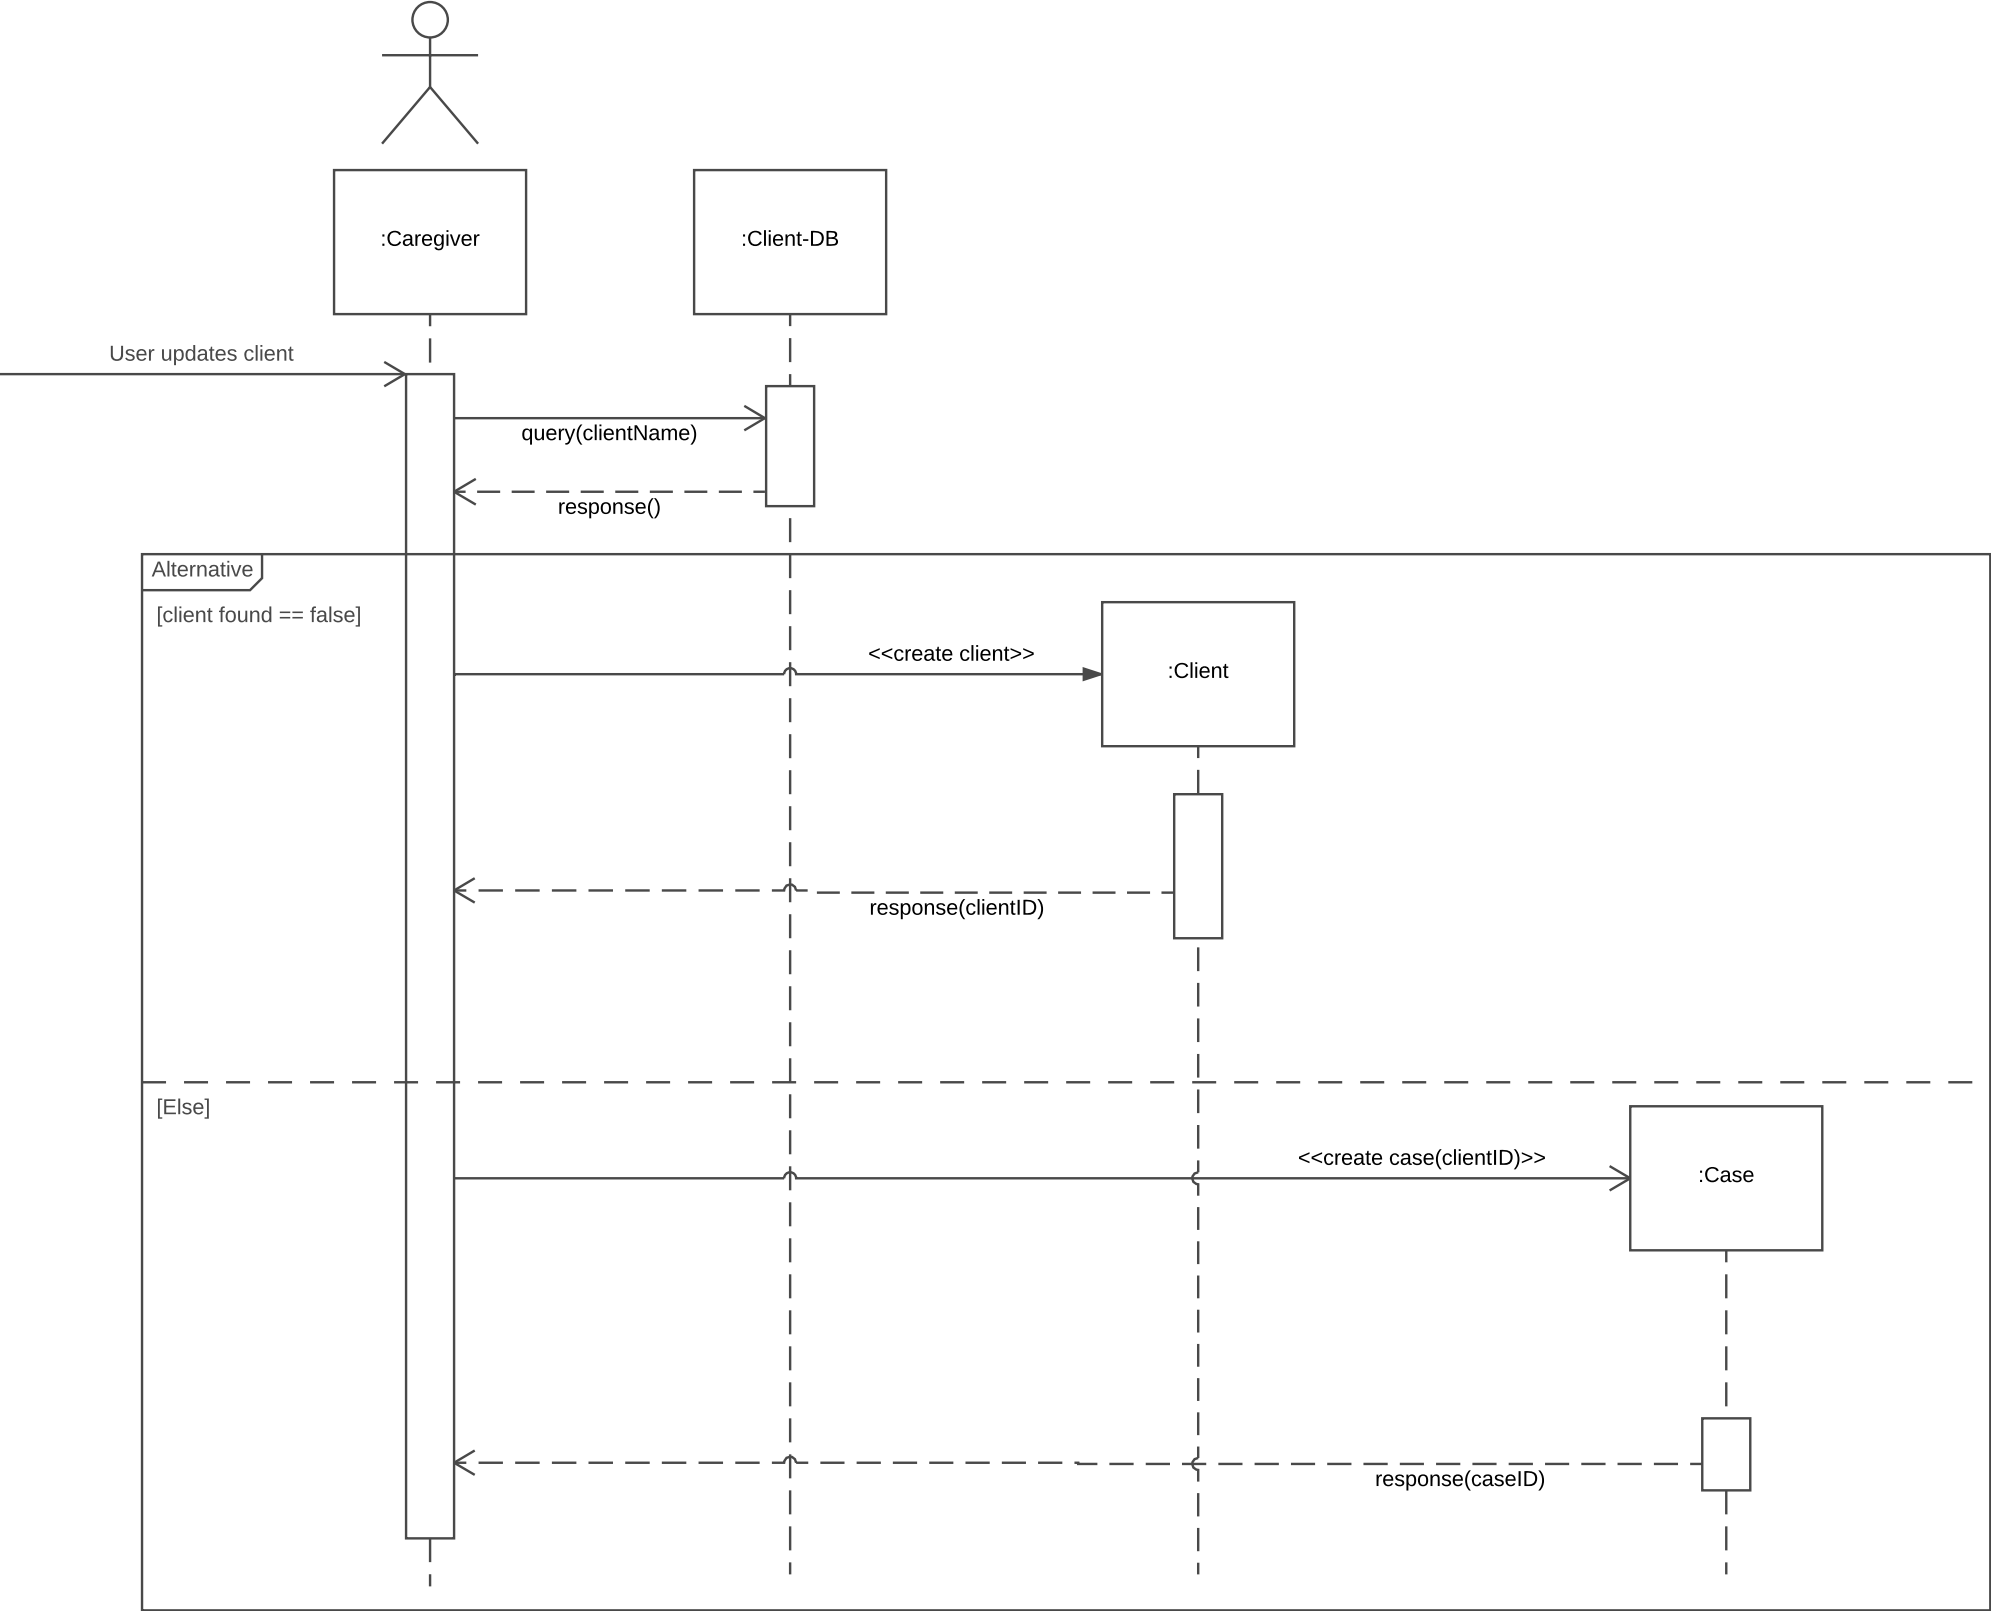 :Caregiver
:Client-DB
User updates client
query(clientName)
response()
Alternative
[client found == false]
<<create client>>
:Client
response(clientID)
[Else]
<<create case(clientID)>>
:Case
response(caseID)